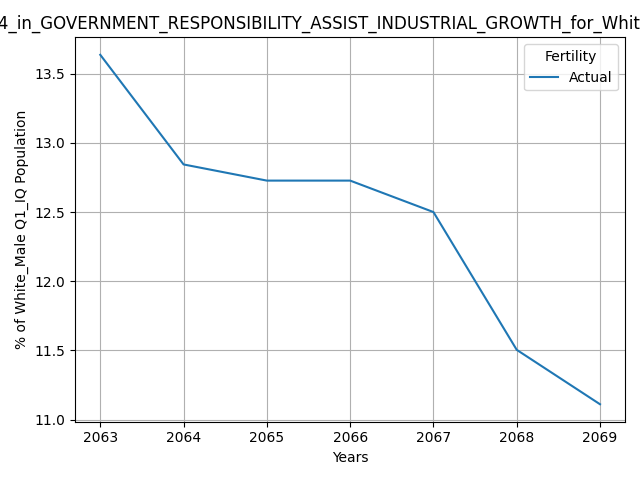 4_in_GOVERNMENT_RESPONSIBILITY_ASSIST_INDUSTRIAL_GROWTH_for_Whit
Fertility
Actual
% of White_Male Q1_IQ Population
13.5
13.0
12.5
12.0
11.5
11.0
2063 2064 2065 2066 2067 2068 2069
Years